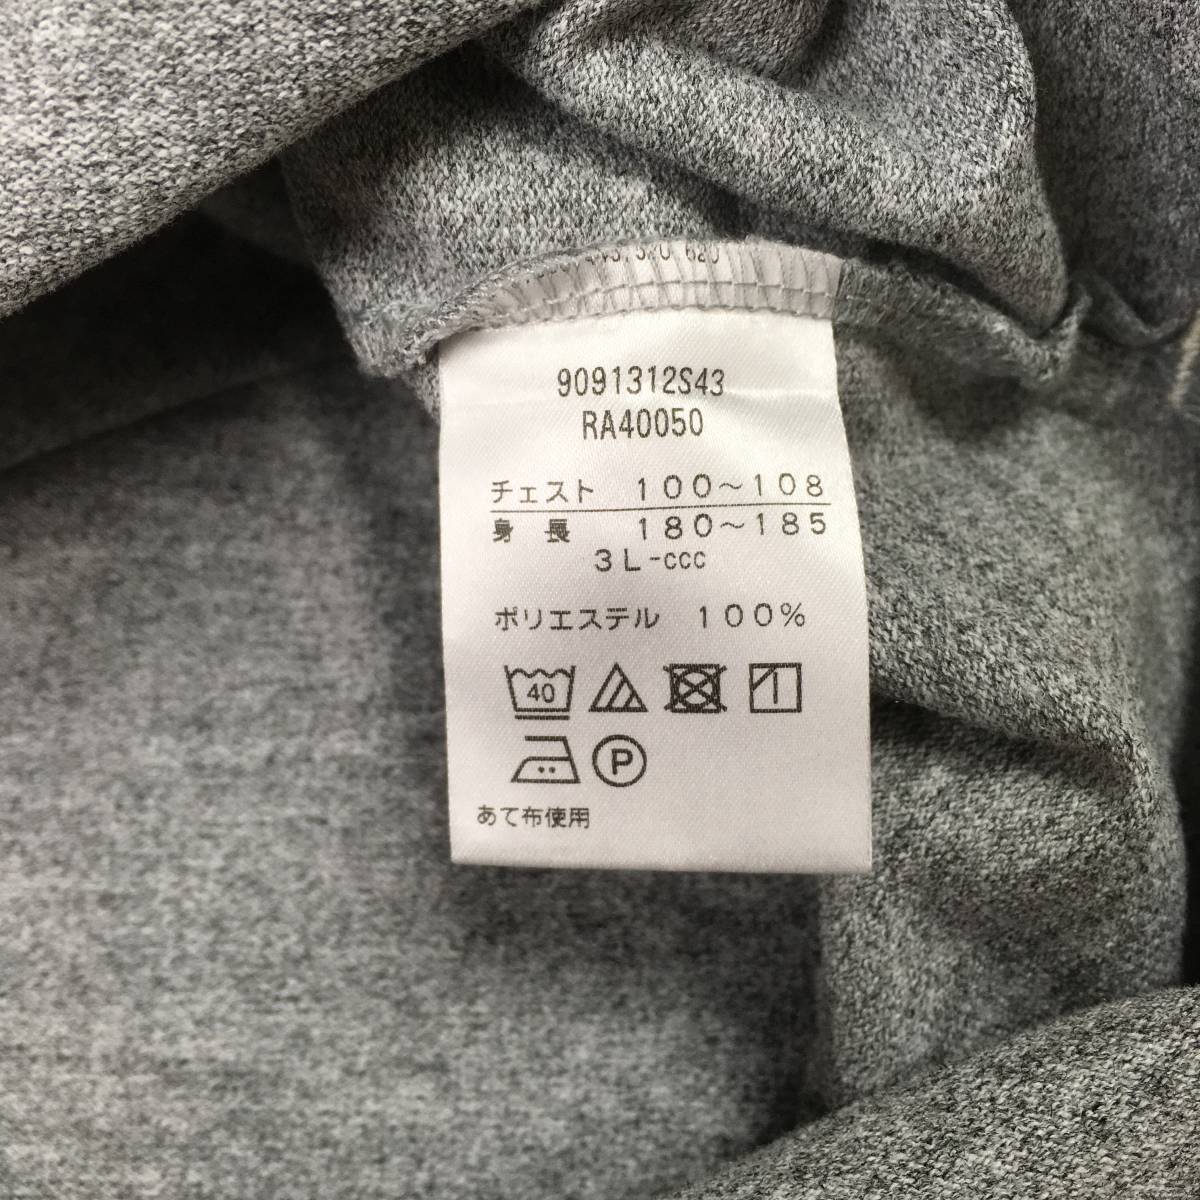 9091312S43
RA40050
チェスト 100～108
身長 180～185
3L-ccc
ポリエステル 100%
40
P
あて布使用